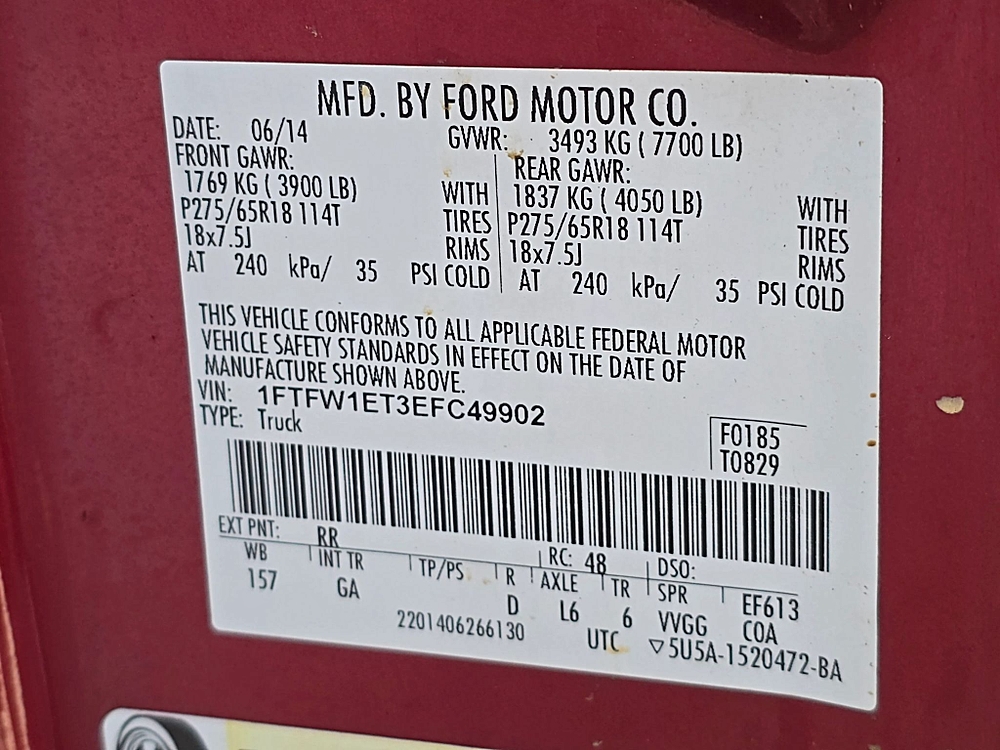 MFD. BY FORD MOTOR CO.
DATE: 06/14 GVWR: 3493 KG ( 7700 LB)
FRONT GAWR: REAR GAWR:
1769 KG ( 3900 LB) WITH 1837 KG ( 4050 LB) WITH
P275/65R18 114T TIRES P275/65R18 114T TIRES
18x7.5J RIMS 18x7.5J RIMS
AT 240 kPa/ 35 PSI COLD AT 240 kPa/ 35 PSI COLD
THIS VEHICLE CONFORMS TO ALL APPLICABLE FEDERAL MOTOR
VEHICLE SAFETY STANDARDS IN EFFECT ON THE DATE OF
MANUFACTURE SHOWN ABOVE.
VIN: 1FTFW1ET3EFC49902
TYPE: Truck
F0185
T0829
EXT PNT: RR RC: 48 DSO:
WB INT TR TP/PS R AXLE TR SPR EF613
157 GA D L6 6 VVGG COA
2201406266130 UTC ▽5U5A-1520472-BA